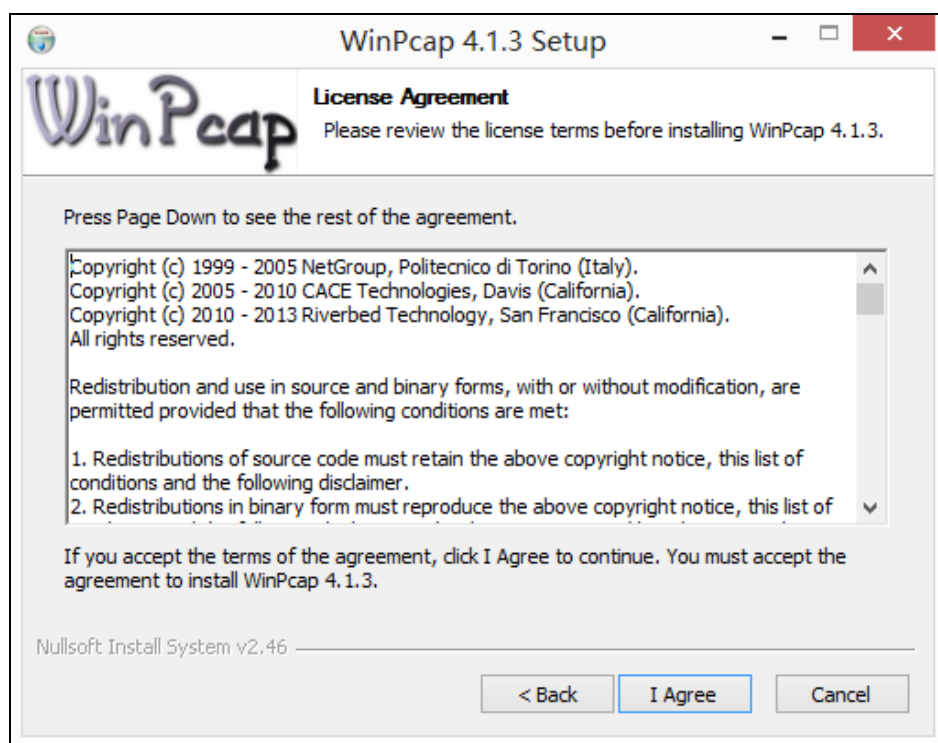 WinPcap 4.1.3 Setup
WinPcap
License Agreement
Please review the license terms before installing WinPcap 4.1.3.
Press Page Down to see the rest of the agreement.
Copyright (c) 1999 - 2005 NetGroup, Politecnico di Torino (Italy).
Copyright (c) 2005 - 2010 CACE Technologies, Davis (California).
Copyright (c) 2010 - 2013 Riverbed Technology, San Francisco (California).
All rights reserved.
Redistribution and use in source and binary forms, with or without modification, are
permitted provided that the following conditions are met:
1. Redistributions of source code must retain the above copyright notice, this list of
conditions and the following disclaimer.
2. Redistributions in binary form must reproduce the above copyright notice, this list of
If you accept the terms of the agreement, click I Agree to continue. You must accept the
agreement to install WinPcap 4.1.3.
Nullsoft Install System v2.46
< Back
I Agree
Cancel